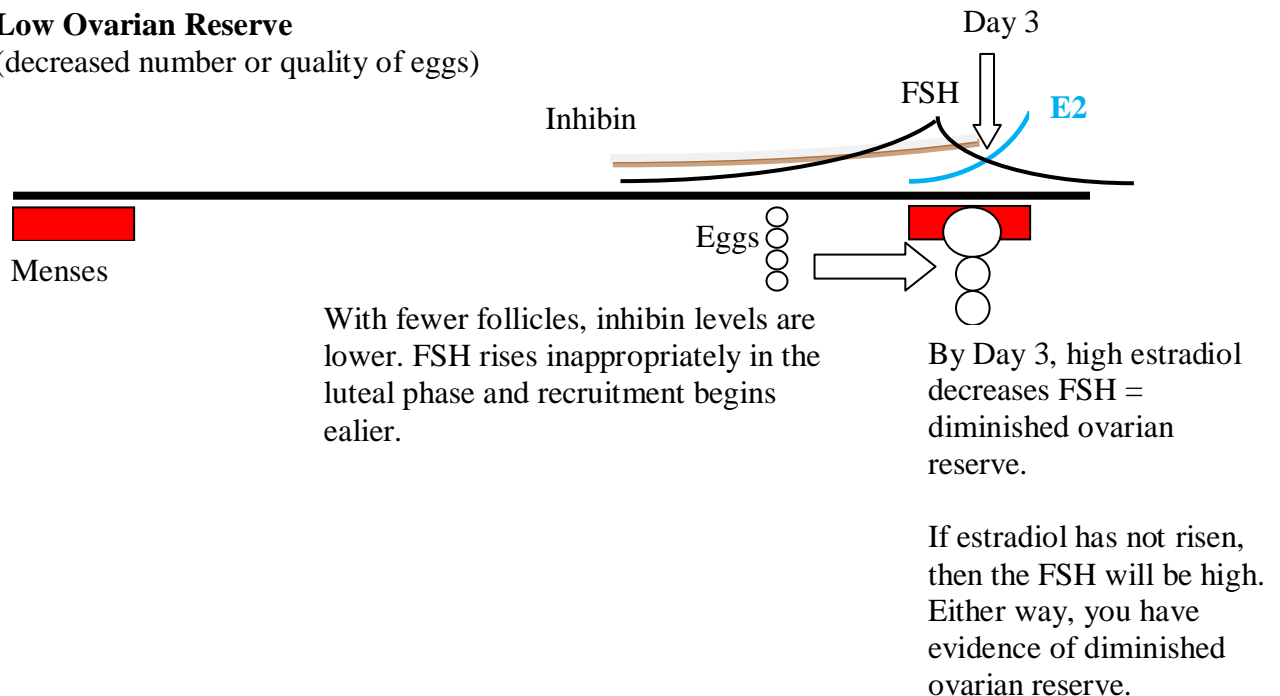 Low Ovarian Reserve
(decreased number or quality of eggs)
Day 3
FSH
E2
Inhibin
Eggs
Menses
With fewer follicles, inhibin levels are
lower. FSH rises inappropriately in the
luteal phase and recruitment begins
ealier.
By Day 3, high estradiol
decreases FSH =
diminished ovarian
reserve.
If estradiol has not risen,
then the FSH will be high.
Either way, you have
evidence of diminished
ovarian reserve.